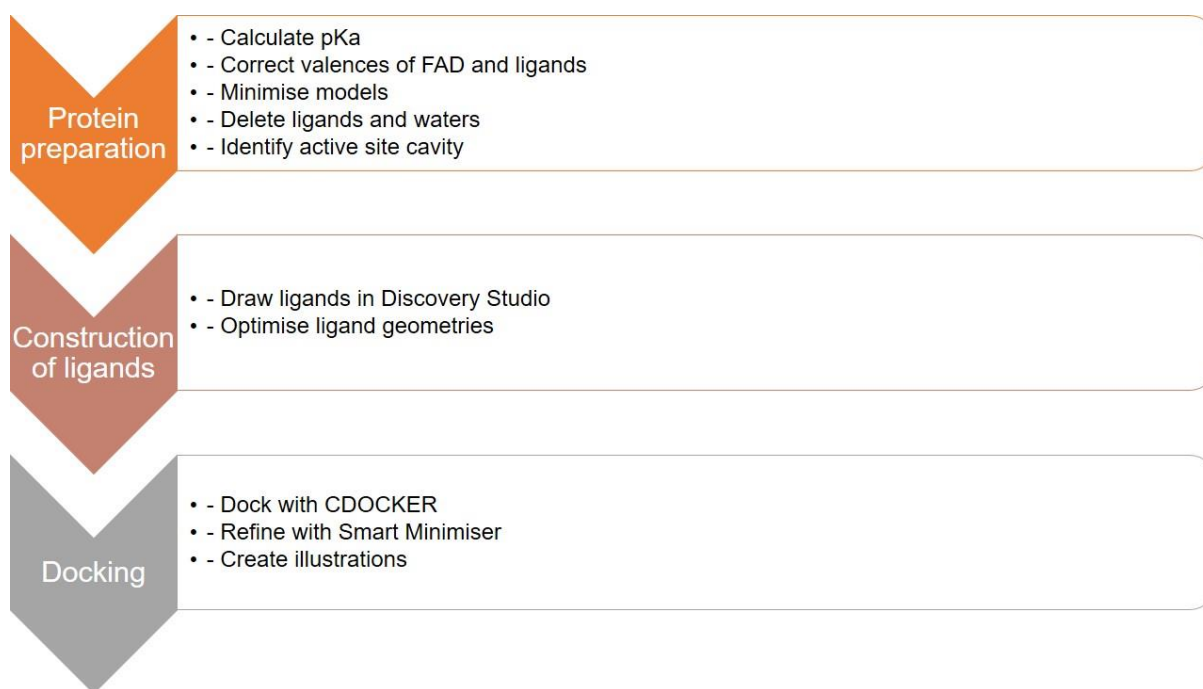 Protein
preparation
• - Calculate pKa
• - Correct valences of FAD and ligands
• - Minimise models
• - Delete ligands and waters
• - Identify active site cavity
Construction
of ligands
• - Draw ligands in Discovery Studio
• - Optimise ligand geometries
Docking
• - Dock with CDOCKER
• - Refine with Smart Minimiser
• - Create illustrations